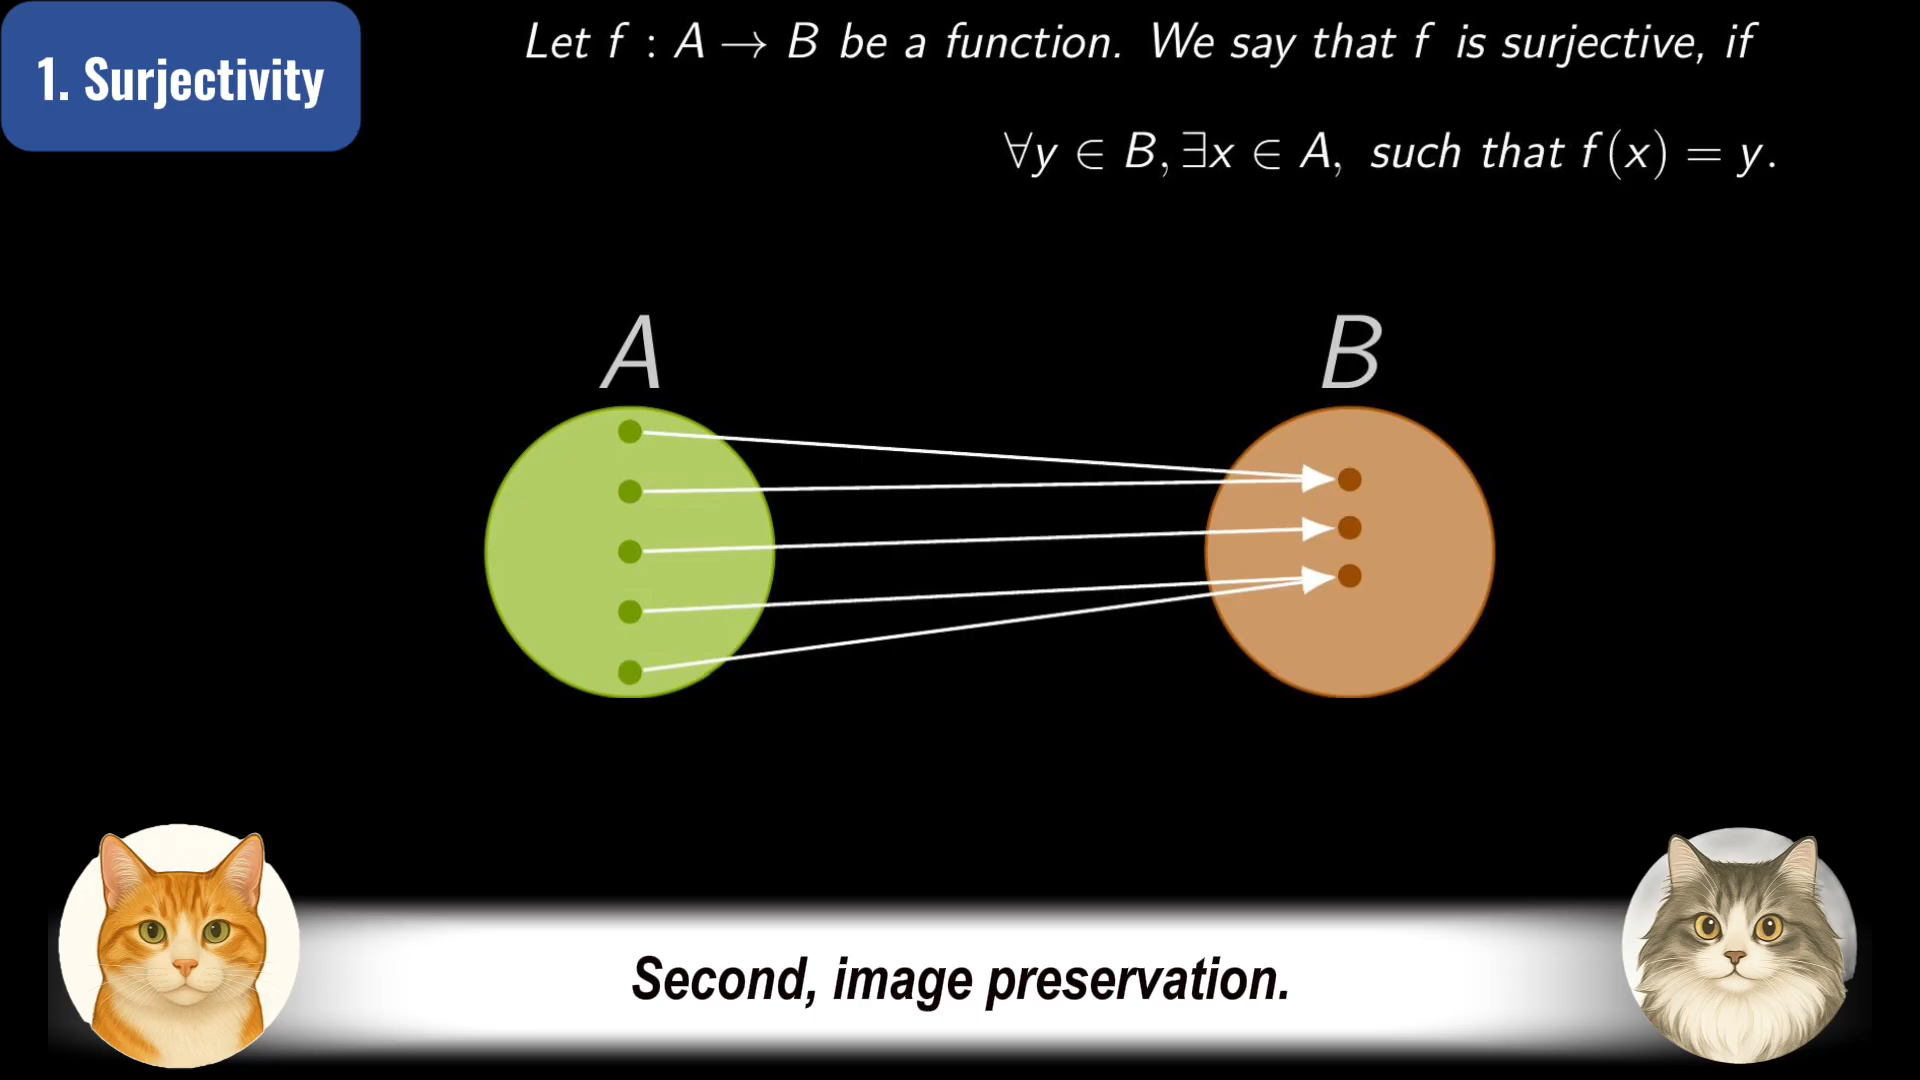 1. Surjectivity
Let f : A → B be a function. We say that f is surjective, if
∀y ∈ B, ∃x ∈ A, such that f(x) = y.
A
B
Second, image preservation.